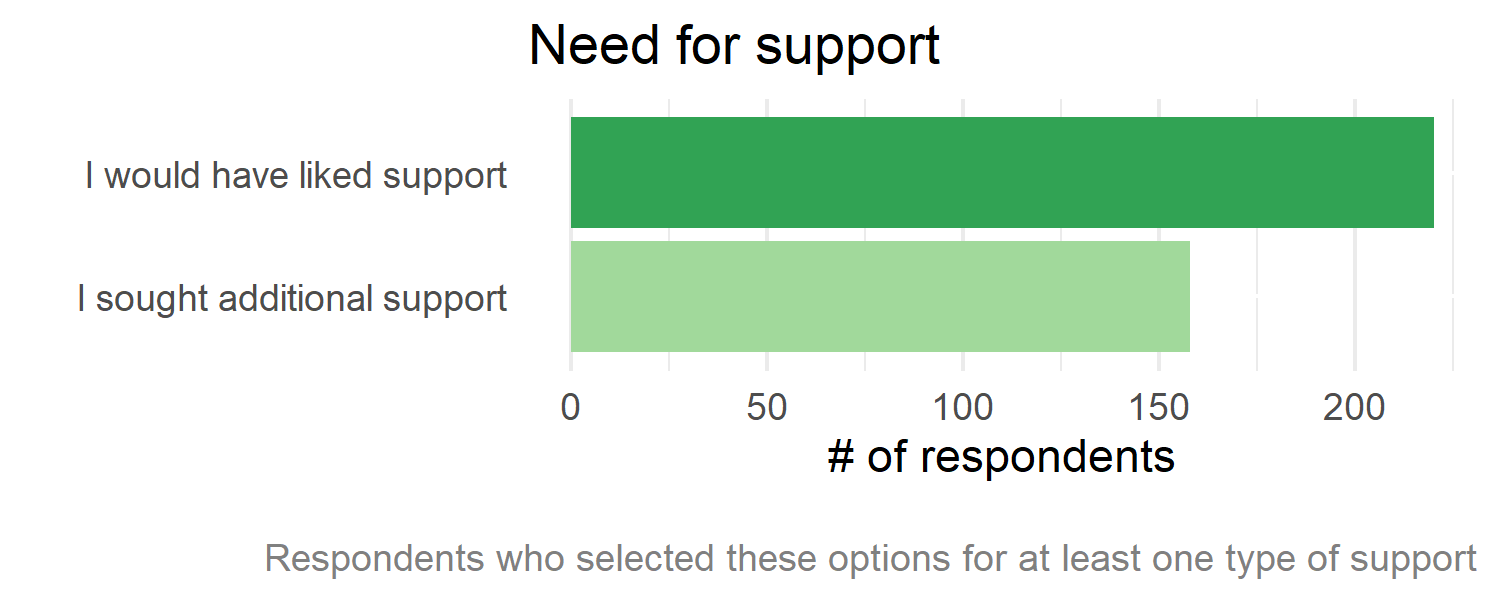 Need for support
I would have liked support
I sought additional support
0 50 100 150 200
# of respondents
Respondents who selected these options for at least one type of support